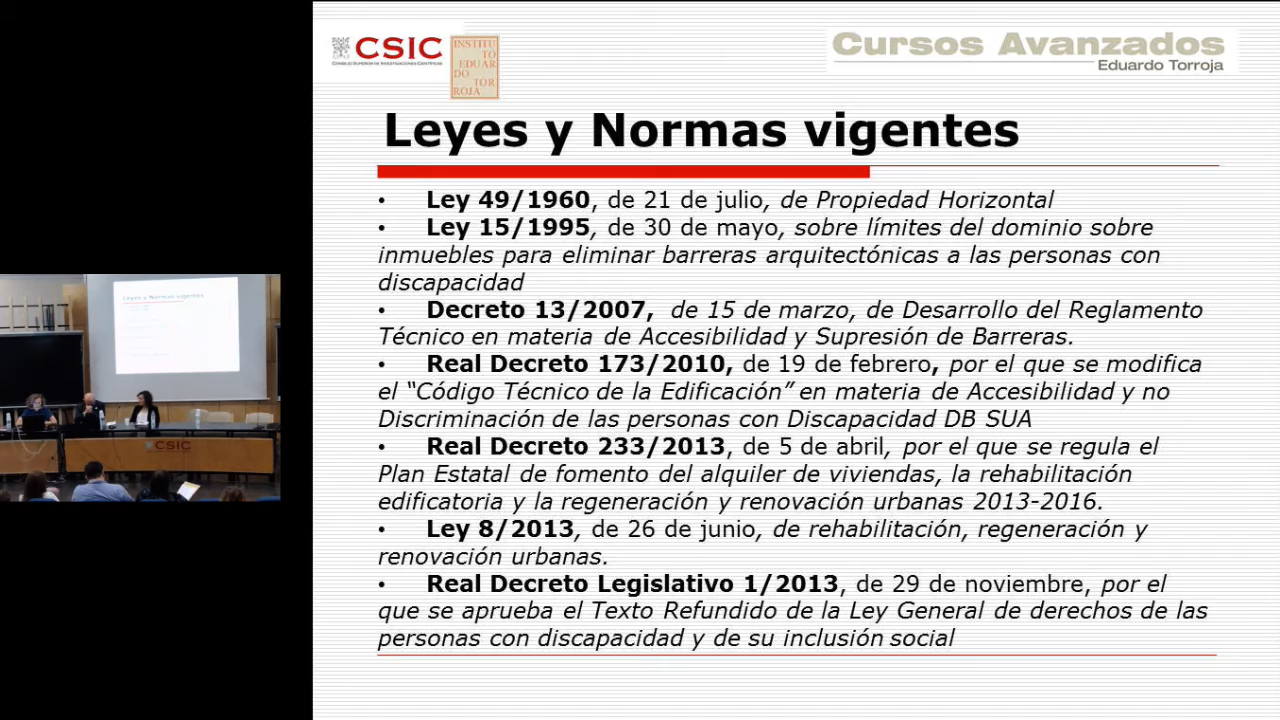 CSIC
CONSEJO SUPERIOR DE INVESTIGACIONES CIENTÍFICAS
INSTITU
TO
EDUAR
DO
TOR
ROJA
Cursos Avanzados
Eduardo Torroja
Leyes y Normas vigentes
• Ley 49/1960, de 21 de julio, de Propiedad Horizontal
• Ley 15/1995, de 30 de mayo, sobre límites del dominio sobre
inmuebles para eliminar barreras arquitectónicas a las personas con
discapacidad
• Decreto 13/2007, de 15 de marzo, de Desarrollo del Reglamento
Técnico en materia de Accesibilidad y Supresión de Barreras.
• Real Decreto 173/2010, de 19 de febrero, por el que se modifica
el “Código Técnico de la Edificación” en materia de Accesibilidad y no
Discriminación de las personas con Discapacidad DB SUA
• Real Decreto 233/2013, de 5 de abril, por el que se regula el
Plan Estatal de fomento del alquiler de viviendas, la rehabilitación
edificatoria y la regeneración y renovación urbanas 2013-2016.
• Ley 8/2013, de 26 de junio, de rehabilitación, regeneración y
renovación urbanas.
• Real Decreto Legislativo 1/2013, de 29 de noviembre, por el
que se aprueba el Texto Refundido de la Ley General de derechos de las
personas con discapacidad y de su inclusión social
Leyes y Normas vigentes
CSIC